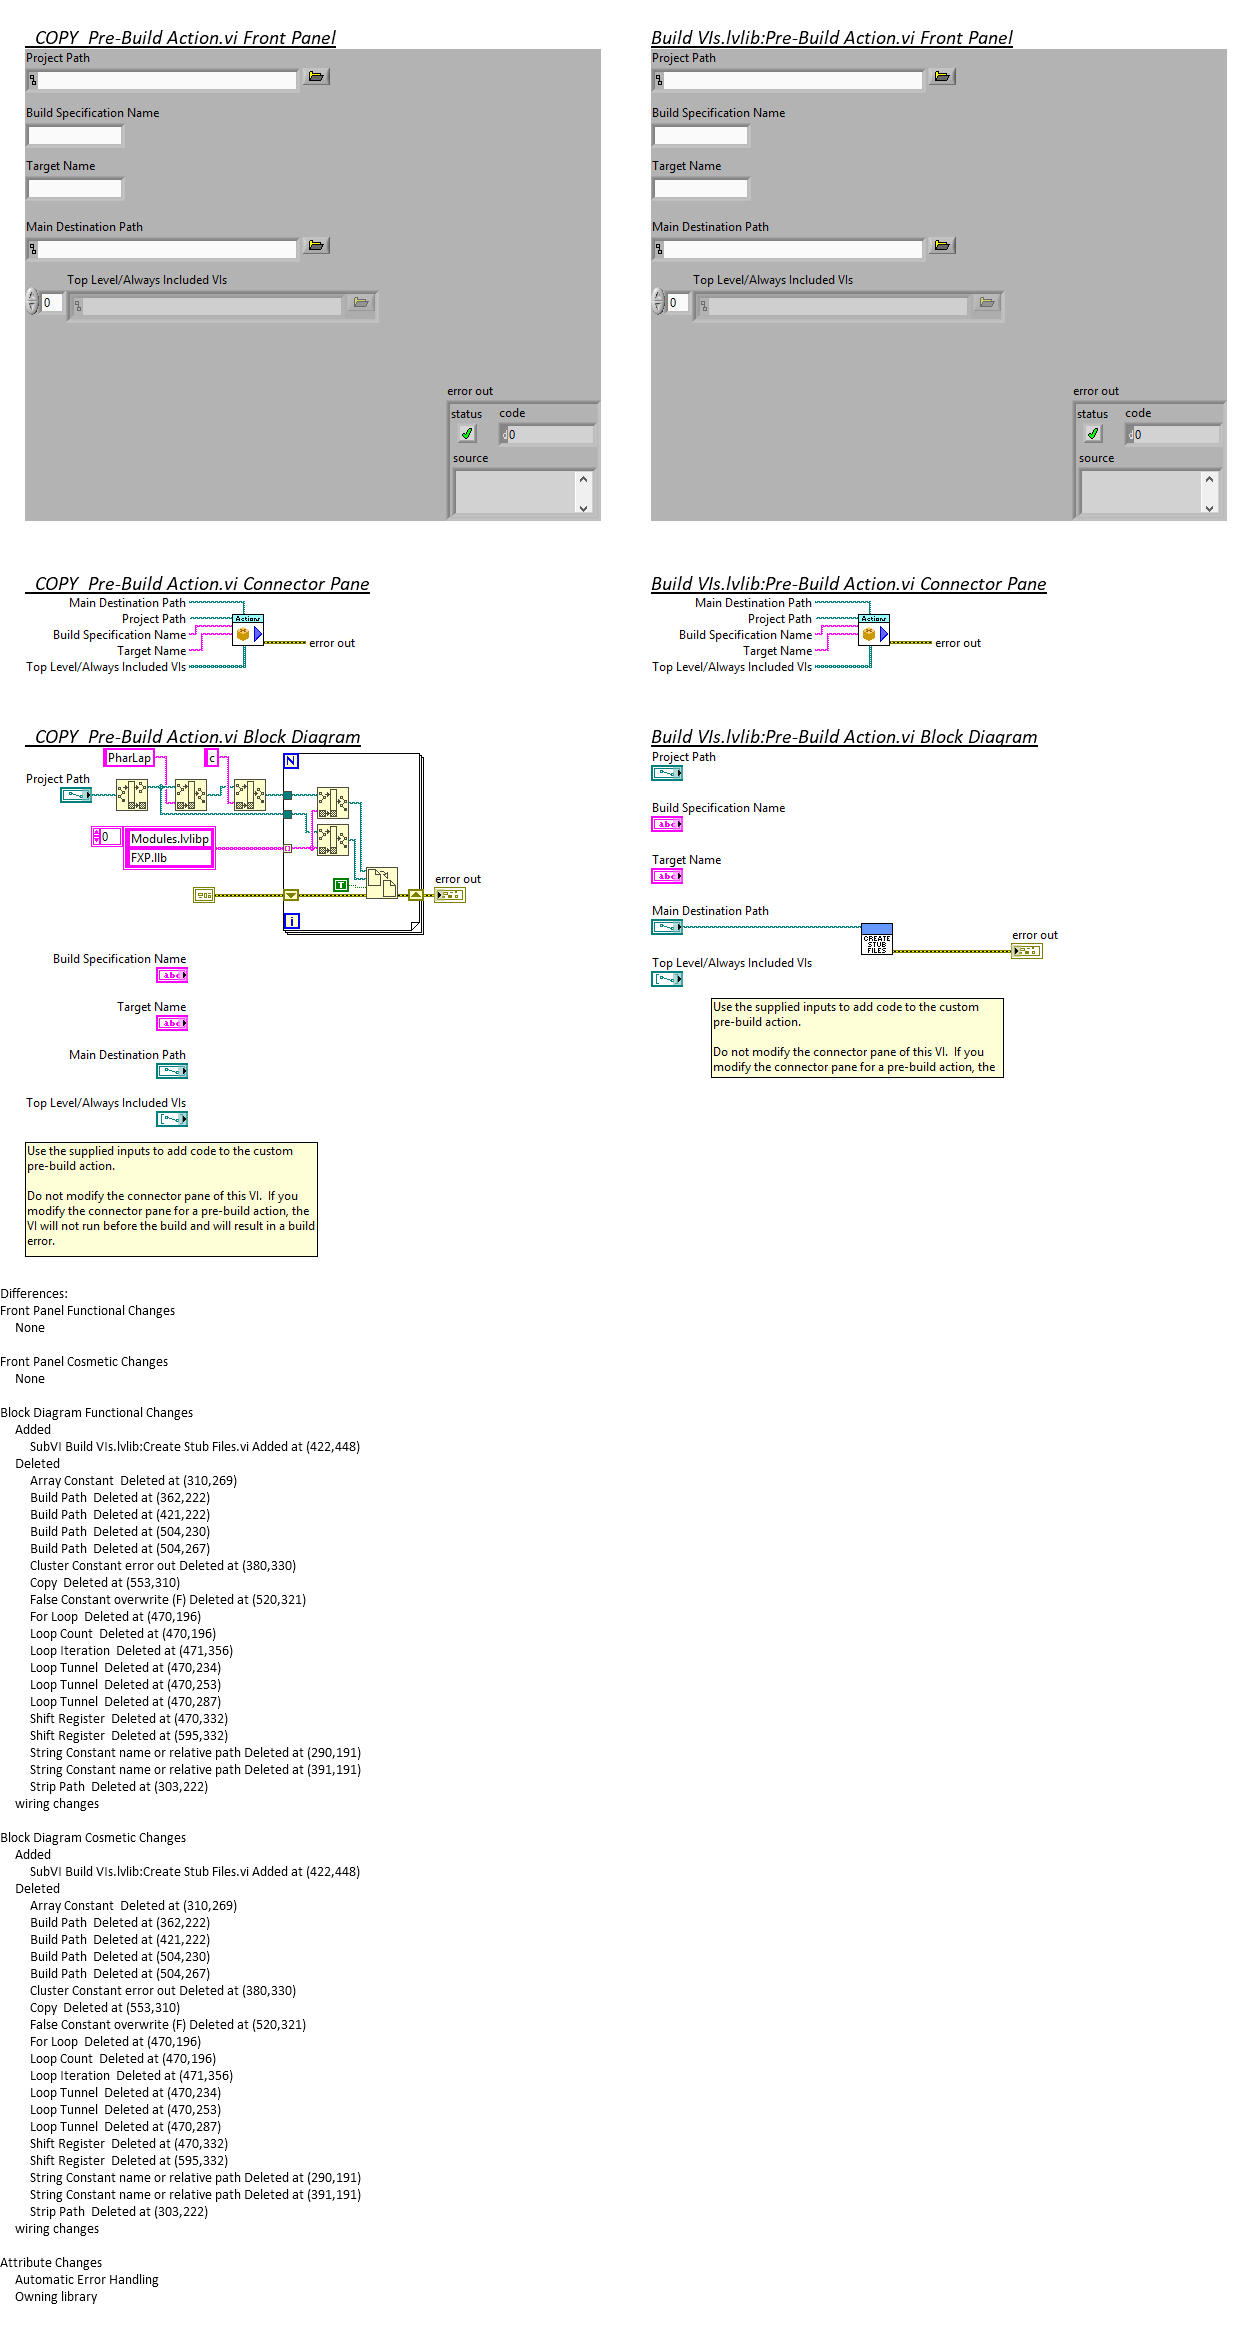 _COPY_Pre-Build Action.vi Front Panel
Project Path
Build Specification Name
Target Name
Main Destination Path
Top Level/Always Included VIs
0
error out
status code
0
source
Build VIs.lvlib:Pre-Build Action.vi Front Panel
Project Path
Build Specification Name
Target Name
Main Destination Path
Top Level/Always Included VIs
0
error out
status code
0
source
_COPY_Pre-Build Action.vi Connector Pane
Main Destination Path
Project Path
Build Specification Name
Target Name
Top Level/Always Included VIs
Actions
error out
Build VIs.lvlib:Pre-Build Action.vi Connector Pane
Main Destination Path
Project Path
Build Specification Name
Target Name
Top Level/Always Included VIs
Actions
error out
_COPY_Pre-Build Action.vi Block Diagram
PharLap
c
N
Project Path
0
Modules.lvlibp
FXP.llb
T
i
error out
Build Specification Name
abc
Target Name
abc
Main Destination Path
Top Level/Always Included VIs
Use the supplied inputs to add code to the custom
pre-build action.
Do not modify the connector pane of this VI.  If you
modify the connector pane for a pre-build action, the
VI will not run before the build and will result in a build
error.
Build VIs.lvlib:Pre-Build Action.vi Block Diagram
Project Path
Build Specification Name
abc
Target Name
abc
Main Destination Path
CREATE
STUB
FILES
error out
Top Level/Always Included VIs
Use the supplied inputs to add code to the custom
pre-build action.
Do not modify the connector pane of this VI.  If you
modify the connector pane for a pre-build action, the
Differences:
Front Panel Functional Changes
None
Front Panel Cosmetic Changes
None
Block Diagram Functional Changes
Added
SubVI Build VIs.lvlib:Create Stub Files.vi Added at (422,448)
Deleted
Array Constant  Deleted at (310,269)
Build Path  Deleted at (362,222)
Build Path  Deleted at (421,222)
Build Path  Deleted at (504,230)
Build Path  Deleted at (504,267)
Cluster Constant error out Deleted at (380,330)
Copy  Deleted at (553,310)
False Constant overwrite (F) Deleted at (520,321)
For Loop  Deleted at (470,196)
Loop Count  Deleted at (470,196)
Loop Iteration  Deleted at (471,356)
Loop Tunnel  Deleted at (470,234)
Loop Tunnel  Deleted at (470,253)
Loop Tunnel  Deleted at (470,287)
Shift Register  Deleted at (470,332)
Shift Register  Deleted at (595,332)
String Constant name or relative path Deleted at (290,191)
String Constant name or relative path Deleted at (391,191)
Strip Path  Deleted at (303,222)
wiring changes
Block Diagram Cosmetic Changes
Added
SubVI Build VIs.lvlib:Create Stub Files.vi Added at (422,448)
Deleted
Array Constant  Deleted at (310,269)
Build Path  Deleted at (362,222)
Build Path  Deleted at (421,222)
Build Path  Deleted at (504,230)
Build Path  Deleted at (504,267)
Cluster Constant error out Deleted at (380,330)
Copy  Deleted at (553,310)
False Constant overwrite (F) Deleted at (520,321)
For Loop  Deleted at (470,196)
Loop Count  Deleted at (470,196)
Loop Iteration  Deleted at (471,356)
Loop Tunnel  Deleted at (470,234)
Loop Tunnel  Deleted at (470,253)
Loop Tunnel  Deleted at (470,287)
Shift Register  Deleted at (470,332)
Shift Register  Deleted at (595,332)
String Constant name or relative path Deleted at (290,191)
String Constant name or relative path Deleted at (391,191)
Strip Path  Deleted at (303,222)
wiring changes
Attribute Changes
Automatic Error Handling
Owning library